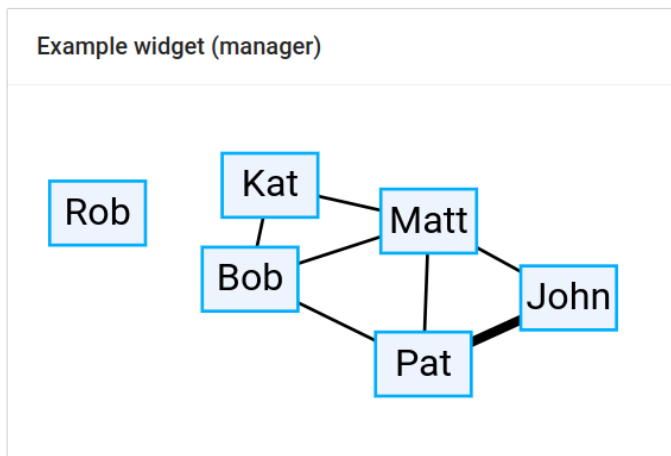 Example widget (manager)
Kat
Rob
Matt
Bob
John
Pat